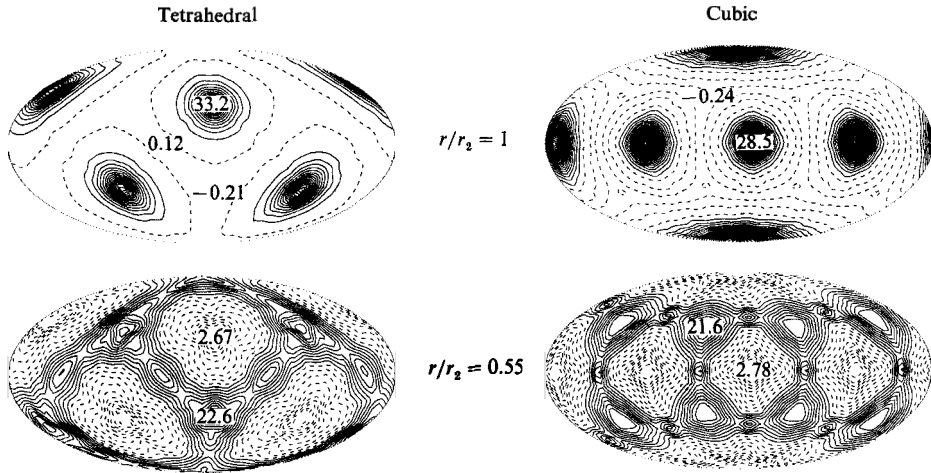 Tetrahedral
Cubic
33.2
0.12
−0.21
r/r₂ = 1
−0.24
28.5
2.67
22.6
r/r₂ = 0.55
21.6
2.78